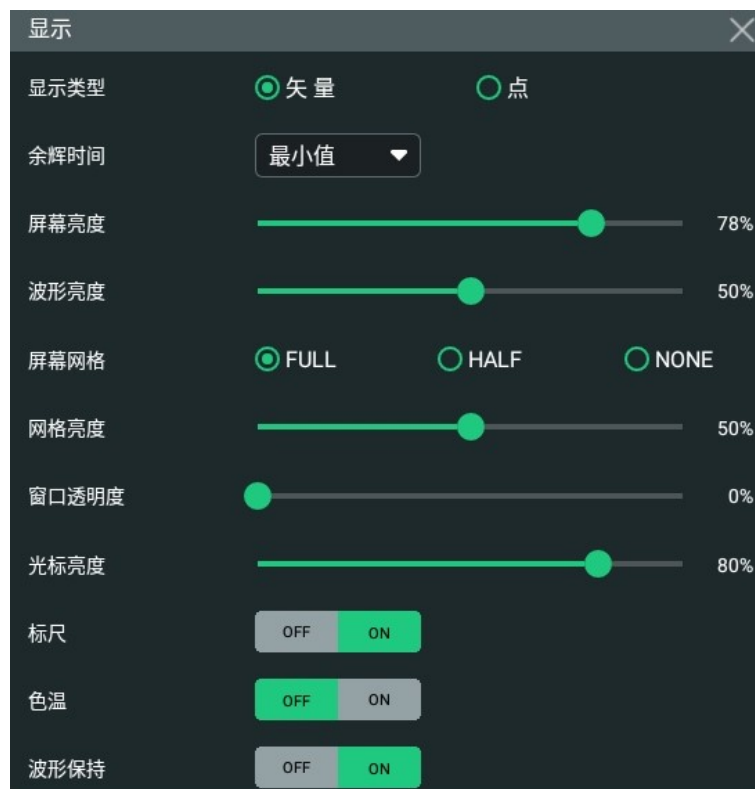 显示
显示类型 矢量 点
余辉时间 最小值
屏幕亮度 78%
波形亮度 50%
屏幕网格 FULL HALF NONE
网格亮度 50%
窗口透明度 0%
光标亮度 80%
标尺 OFF ON
色温 OFF ON
波形保持 OFF ON